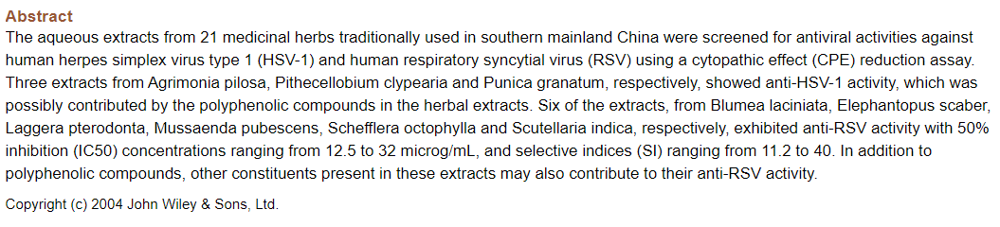 Abstract
The aqueous extracts from 21 medicinal herbs traditionally used in southern mainland China were screened for antiviral activities against
human herpes simplex virus type 1 (HSV-1) and human respiratory syncytial virus (RSV) using a cytopathic effect (CPE) reduction assay.
Three extracts from Agrimonia pilosa, Pithecellobium clypearia and Punica granatum, respectively, showed anti-HSV-1 activity, which was
possibly contributed by the polyphenolic compounds in the herbal extracts. Six of the extracts, from Blumea laciniata, Elephantopus scaber,
Laggera pterodonta, Mussaenda pubescens, Schefflera octophylla and Scutellaria indica, respectively, exhibited anti-RSV activity with 50%
inhibition (IC50) concentrations ranging from 12.5 to 32 microg/mL, and selective indices (SI) ranging from 11.2 to 40. In addition to
polyphenolic compounds, other constituents present in these extracts may also contribute to their anti-RSV activity.
Copyright (c) 2004 John Wiley & Sons, Ltd.